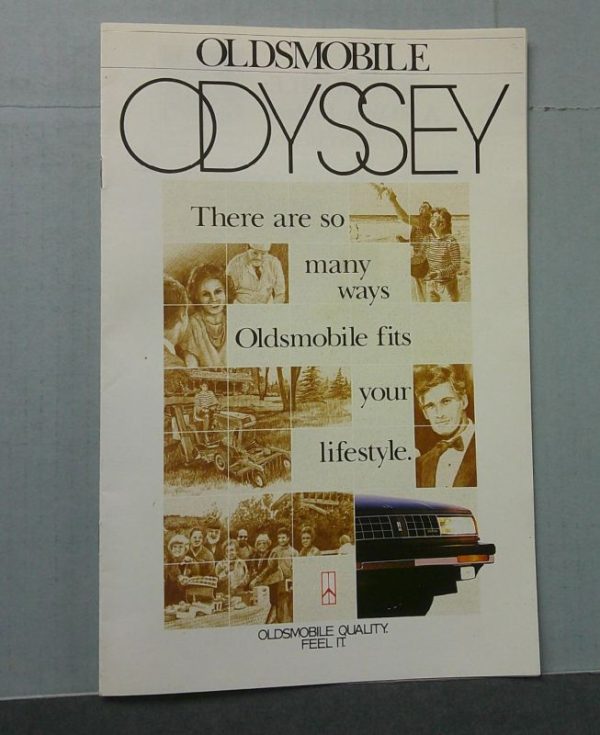 OLDSMOBILE
ODYSSEY
There are so
many
ways
Oldsmobile fits
your
lifestyle.
OLDSMOBILE QUALITY.
FEEL IT.